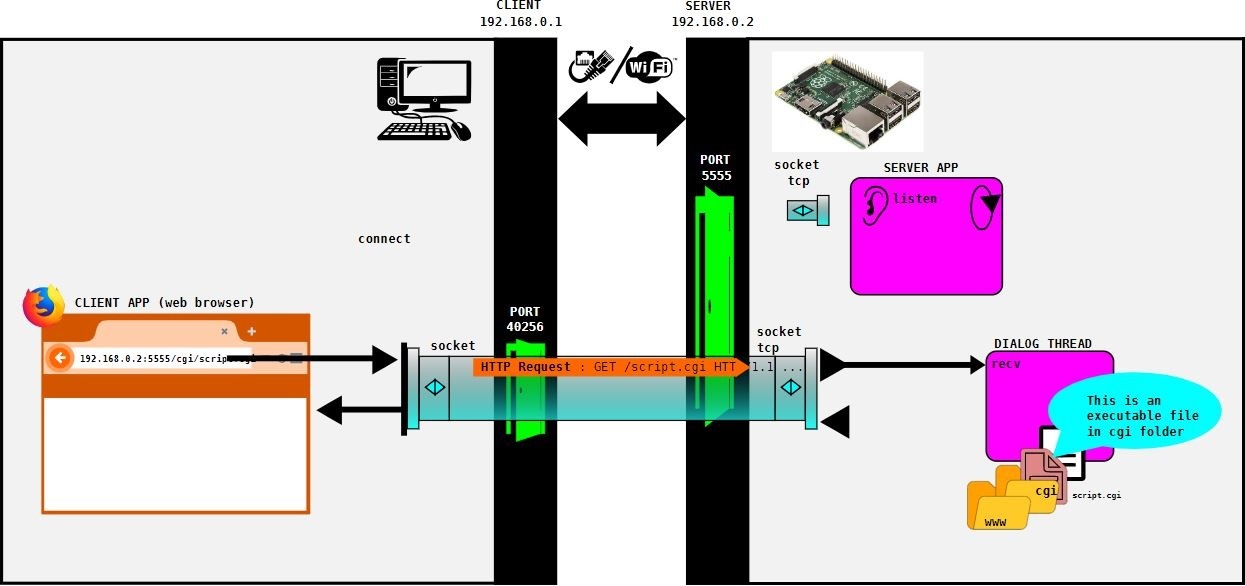 CLIENT
192.168.0.1
SERVER
192.168.0.2
WiFi
PORT
5555
socket
tcp
SERVER APP
listen
connect
CLIENT APP (web browser)
192.168.0.2:5555/cgi/script.cgi
PORT
40256
socket
HTTP Request : GET /script.cgi HTT 1.1 ...
socket
tcp
DIALOG THREAD
recv
This is an
executable file
in cgi folder
cgi
script.cgi
www